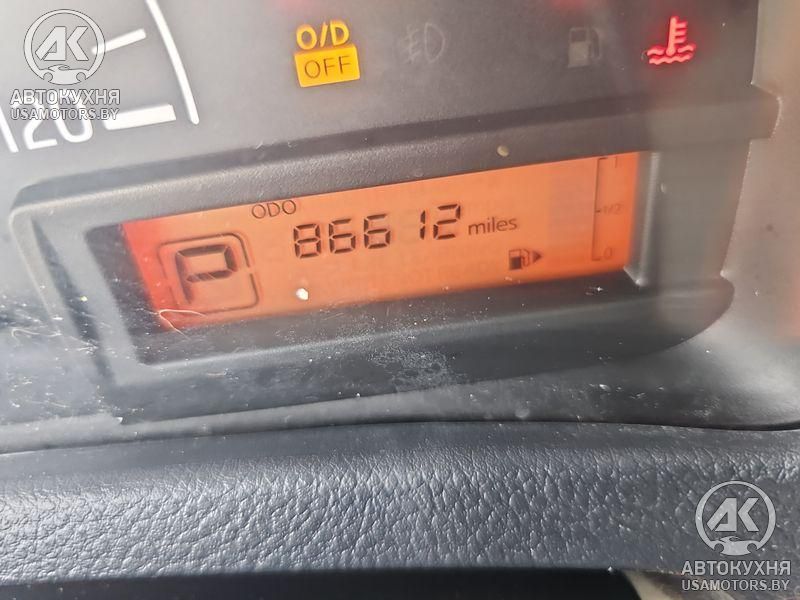 AK
АВТОКУХНЯ
USAMOTORS.BY
120
O/D
OFF
ODO
86612 miles
P
1
1/2
0
AK
АВТОКУХНЯ
USAMOTORS.BY